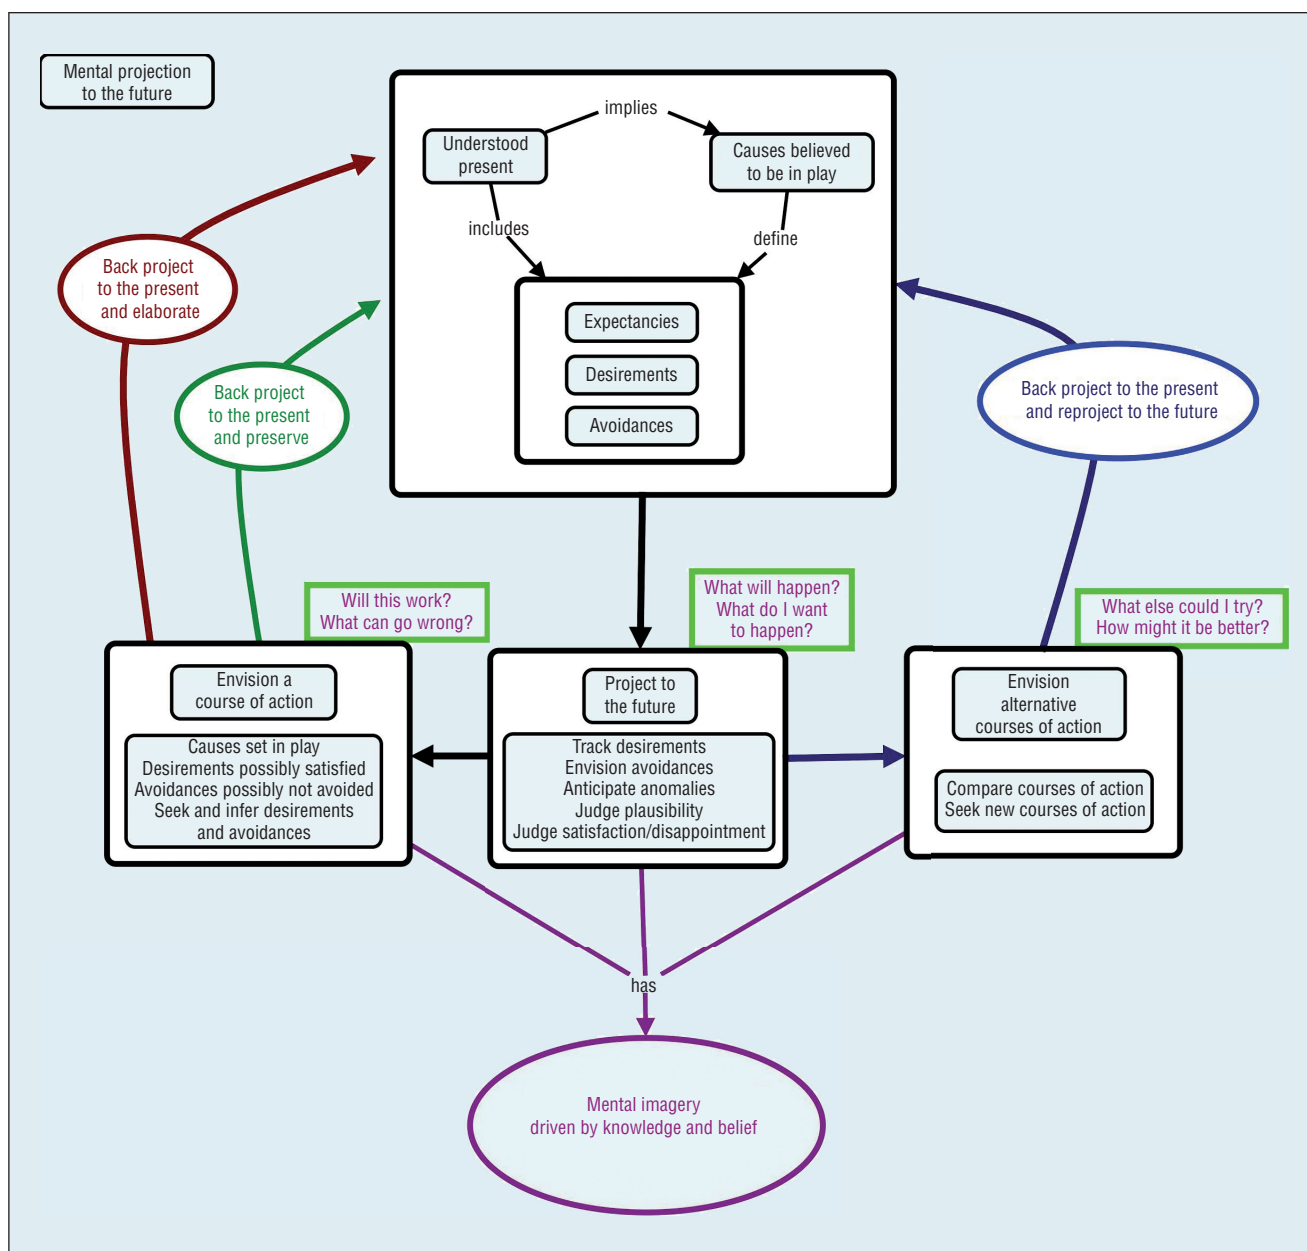 Mental projection
to the future
implies
Understood
present
Causes believed
to be in play
includes
define
Expectancies
Desirements
Avoidances
Back project
to the present
and elaborate
Back project
to the present
and preserve
Back project to the present
and reproject to the future
Will this work?
What can go wrong?
What will happen?
What do I want
to happen?
What else could I try?
How might it be better?
Envision a
course of action
Causes set in play
Desirements possibly satisfied
Avoidances possibly not avoided
Seek and infer desirements
and avoidances
Project to
the future
Track desirements
Envision avoidances
Anticipate anomalies
Judge plausibility
Judge satisfaction/disappointment
Envision
alternative
courses of action
Compare courses of action
Seek new courses of action
has
Mental imagery
driven by knowledge and belief